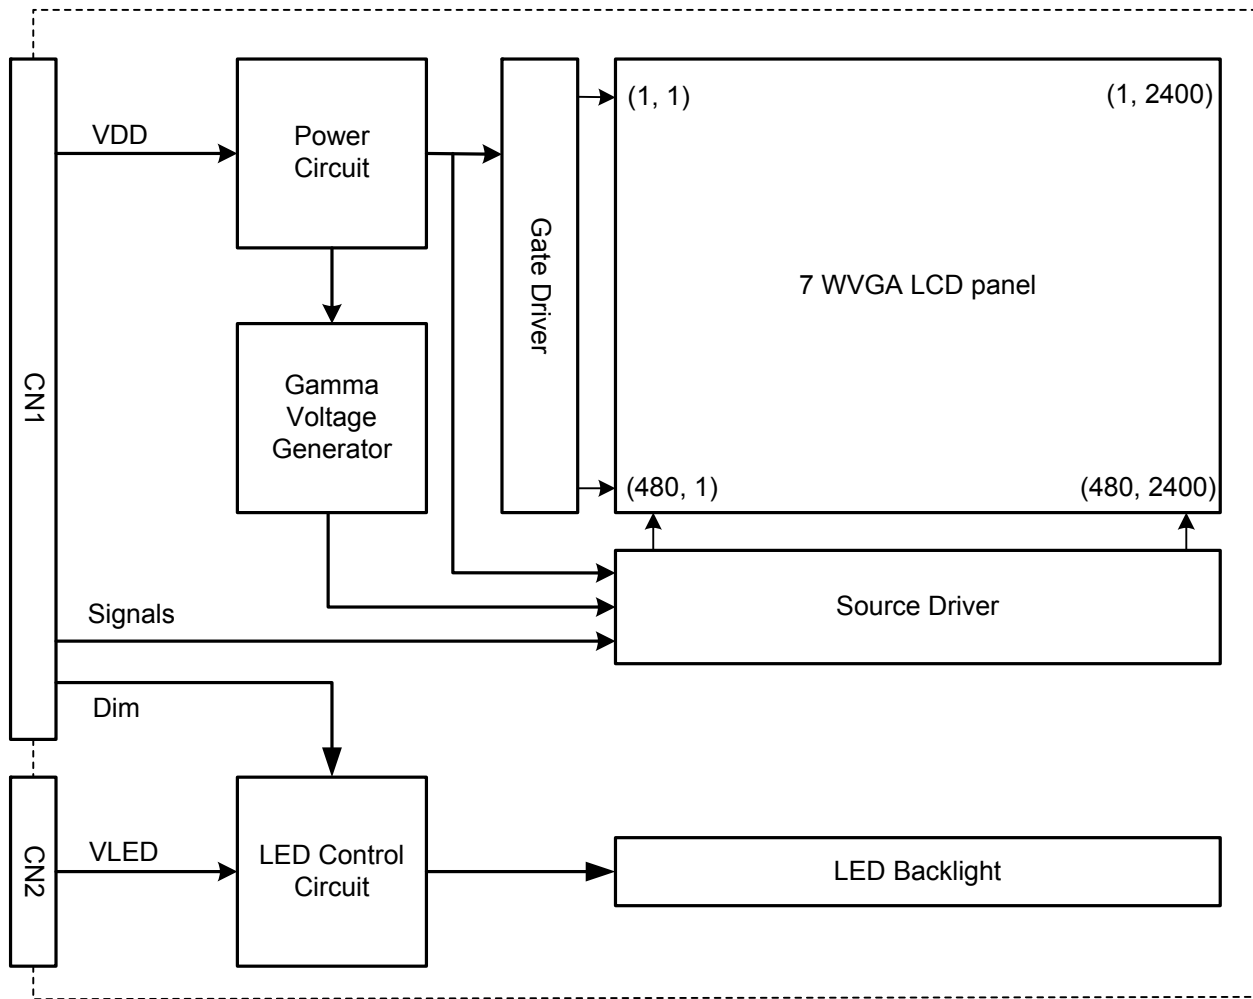 CN1
VDD
Power
Circuit
Gate Driver
(1, 1)
(1, 2400)
7 WVGA LCD panel
Gamma
Voltage
Generator
(480, 1)
(480, 2400)
Signals
Source Driver
Dim
CN2
VLED
LED Control
Circuit
LED Backlight